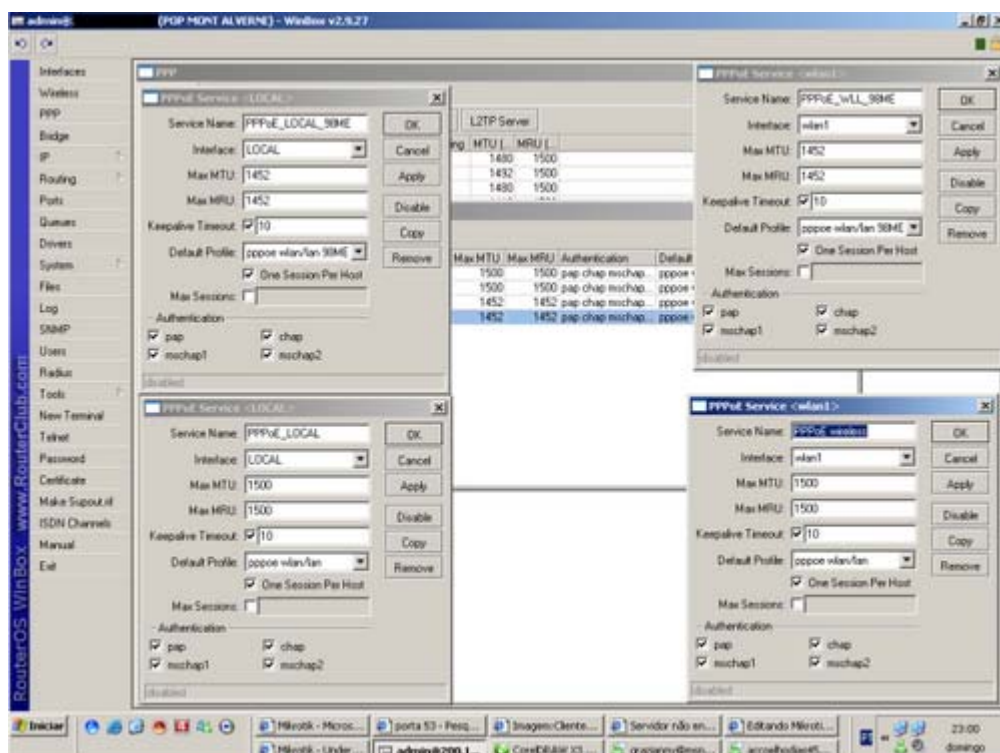 admin@ (POP MONT ALVERNE) - WinBox v2.9.27
Interfaces
Wireless
PPP
Bridge
IP
Routing
Ports
Queues
Drivers
System
Files
Log
SNMP
Users
Radius
Tools
New Terminal
Telnet
Password
Certificate
Make Supout.rif
ISDN Channels
Manual
Exit
RouterOS WinBox www.RouterClub.com
PPP
L2TP Server
MTU (. MRU (.
1480 1500
1492 1500
1480 1500
Max MTU Max MRU Authentication
1500 1500 pap chap mschap...
1500 1500 pap chap mschap...
1452 1452 pap chap mschap...
1452 1452 pap chap mschap...
PPPoE Service <LOCAL>
Service Name: PPPoE_LOCAL_98ME OK
Interface: LOCAL Cancel
Max MTU: 1452 Apply
Max MRU: 1452 Disable
Keepalive Timeout: 10 Copy
Default Profile: pppoe wlan/lan 98ME Remove
One Session Per Host
Max Sessions:
Authentication
pap chap
mschap1 mschap2
disabled
PPPoE Service <wlan1>
Service Name: PPPoE_WLL_98ME OK
Interface: wlan1 Cancel
Max MTU: 1452 Apply
Max MRU: 1452 Disable
Keepalive Timeout: 10 Copy
Default Profile: pppoe wlan/lan 98ME Remove
One Session Per Host
Max Sessions:
Authentication
pap chap
mschap1 mschap2
disabled
PPPoE Service <LOCAL>
Service Name: PPPoE_LOCAL OK
Interface: LOCAL Cancel
Max MTU: 1500 Apply
Max MRU: 1500 Disable
Keepalive Timeout: 10 Copy
Default Profile: pppoe wlan/lan Remove
One Session Per Host
Max Sessions:
Authentication
pap chap
mschap1 mschap2
disabled
PPPoE Service <wlan1>
Service Name: PPPoE wireless OK
Interface: wlan1 Cancel
Max MTU: 1500 Apply
Max MRU: 1500 Disable
Keepalive Timeout: 10 Copy
Default Profile: pppoe wlan/lan Remove
One Session Per Host
Max Sessions:
Authentication
pap chap
mschap1 mschap2
disabled
Iniciar
Mikrotik - Micros...
porta 53 - Pesq...
Imagem:Cliente...
Servidor não en...
Editando Mikroti...
23:00
Mikrotik - Under...
admin@200.1...
CorelDRAW X3...
domingo